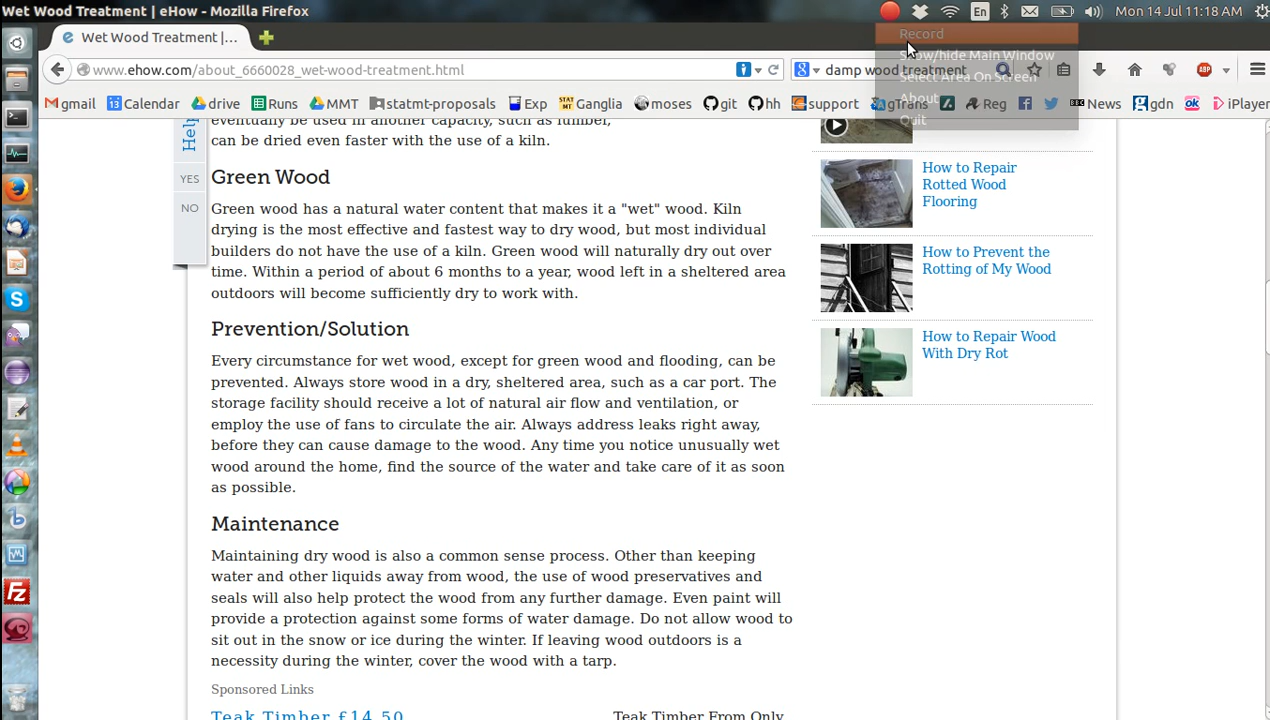 Wet Wood Treatment | eHow - Mozilla Firefox
En
Mon 14 Jul 11:18 AM
Wet Wood Treatment |...
Record
Show/hide Main Window
Select Area On Screen
About
Quit
www.ehow.com/about_6660028_wet-wood-treatment.html
damp wood treatment
ABP
gmail
Calendar
drive
Runs
MMT
statmt-proposals
Exp
Ganglia
moses
git
hh
support
gTrans
Reg
News
gdn
iPlayer
Help
YES
NO
eventually be used in another capacity, such as lumber,
can be dried even faster with the use of a kiln.
Green Wood
Green wood has a natural water content that makes it a "wet" wood. Kiln
drying is the most effective and fastest way to dry wood, but most individual
builders do not have the use of a kiln. Green wood will naturally dry out over
time. Within a period of about 6 months to a year, wood left in a sheltered area
outdoors will become sufficiently dry to work with.
Prevention/Solution
Every circumstance for wet wood, except for green wood and flooding, can be
prevented. Always store wood in a dry, sheltered area, such as a car port. The
storage facility should receive a lot of natural air flow and ventilation, or
employ the use of fans to circulate the air. Always address leaks right away,
before they can cause damage to the wood. Any time you notice unusually wet
wood around the home, find the source of the water and take care of it as soon
as possible.
Maintenance
Maintaining dry wood is also a common sense process. Other than keeping
water and other liquids away from wood, the use of wood preservatives and
seals will also help protect the wood from any further damage. Even paint will
provide a protection against some forms of water damage. Do not allow wood to
sit out in the snow or ice during the winter. If leaving wood outdoors is a
necessity during the winter, cover the wood with a tarp.
Sponsored Links
Teak Timber £14.50
Teak Timber From Only
How to Repair
Rotted Wood
Flooring
How to Prevent the
Rotting of My Wood
How to Repair Wood
With Dry Rot